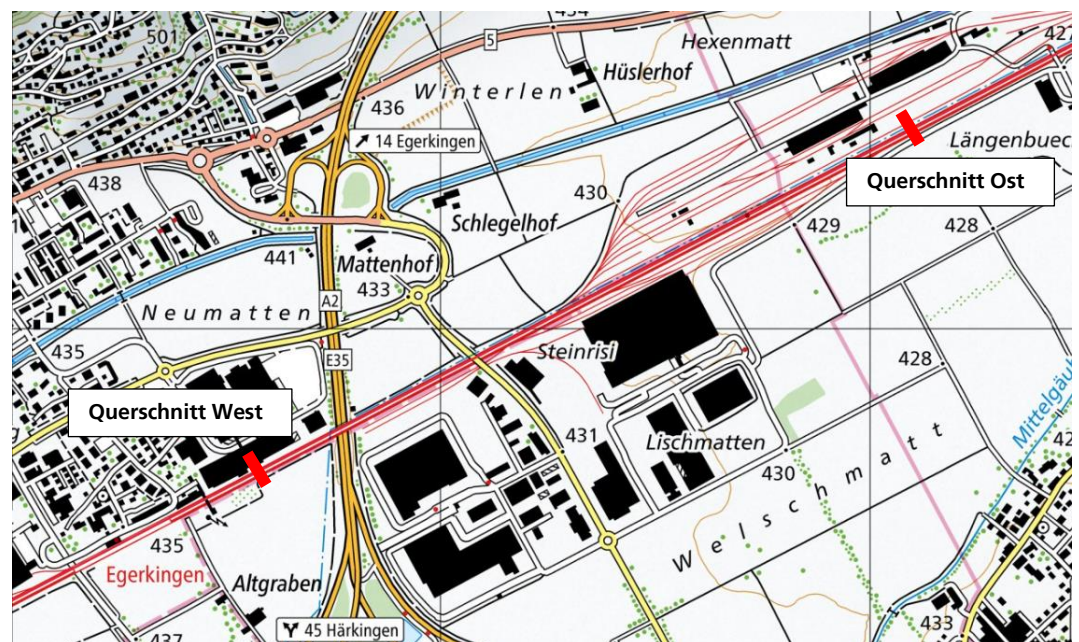 501
434
5
427
Hexenmatt
Hüslerhof
Winterlen
436
14 Egerkingen
Längenbuec
438
430
Querschnitt Ost
Schlegelhof
429
428
441
Mattenhof
433
A2
Neumatten
435
E35
Steinrisi
428
Querschnitt West
Mittelgäub
g
431
Lischmatten
430
Welschmatt
42
435
Egerkingen
Altgraben
437
45 Härkingen
433